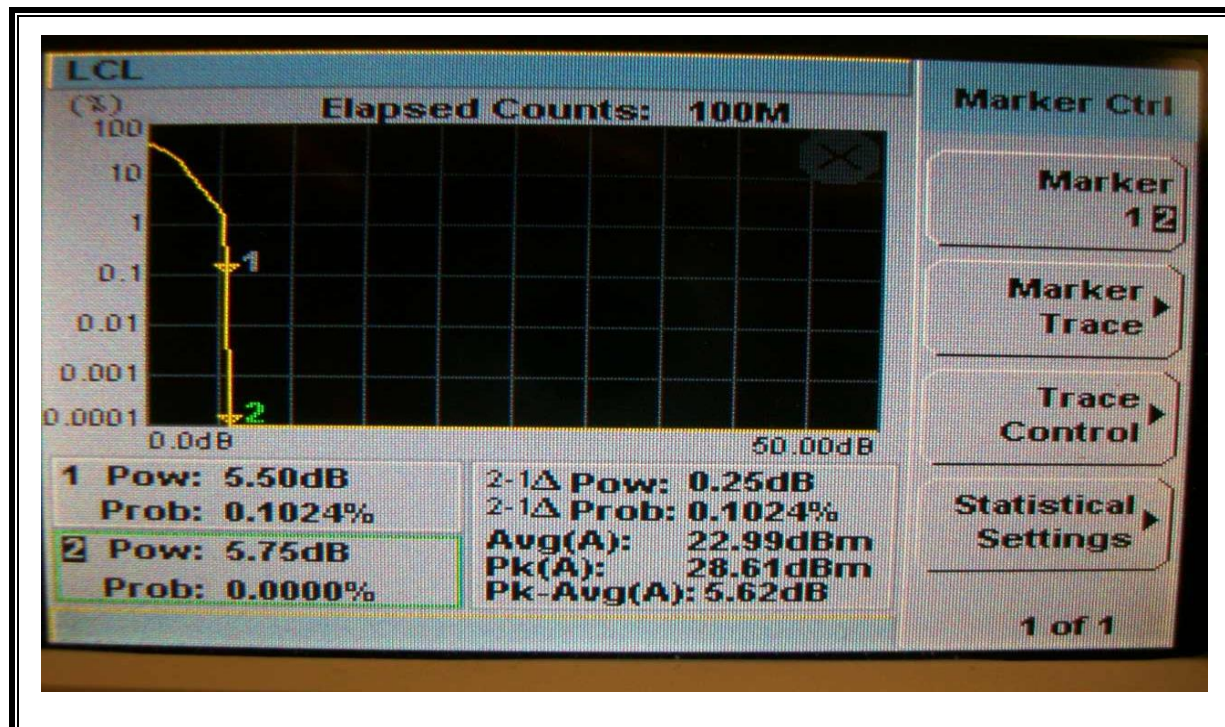 LCL
(%)
Elapsed Counts: 100M
100
10
1
0.1
0.01
0.001
0.0001
1
2
0.0dB
50.00dB
1 Pow: 5.50dB
Prob: 0.1024%
2 Pow: 5.75dB
Prob: 0.0000%
2-1Δ Pow: 0.25dB
2-1Δ Prob: 0.1024%
Avg(A): 22.99dBm
Pk(A): 28.61dBm
Pk-Avg(A): 5.62dB
Marker Ctrl
Marker
1 2
Marker
Trace
Trace
Control
Statistical
Settings
1 of 1